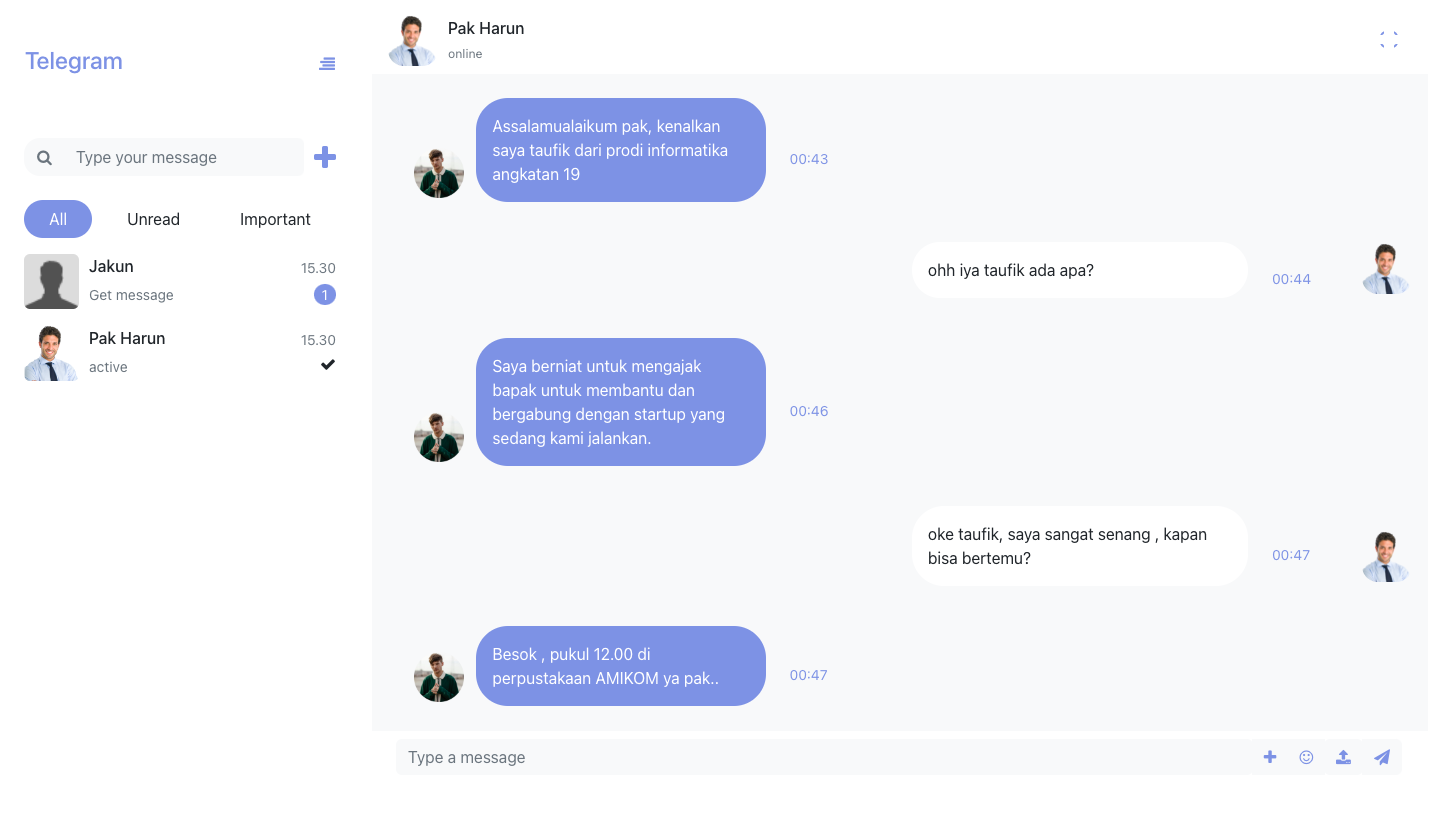 Telegram
Type your message
All
Unread
Important
Jakun
15.30
Get message
1
Pak Harun
15.30
active
Pak Harun
online
Assalamualaikum pak, kenalkan
saya taufik dari prodi informatika
angkatan 19
00:43
ohh iya taufik ada apa?
00:44
Saya berniat untuk mengajak
bapak untuk membantu dan
bergabung dengan startup yang
sedang kami jalankan.
00:46
oke taufik, saya sangat senang , kapan
bisa bertemu?
00:47
Besok , pukul 12.00 di
perpustakaan AMIKOM ya pak..
00:47
Type a message